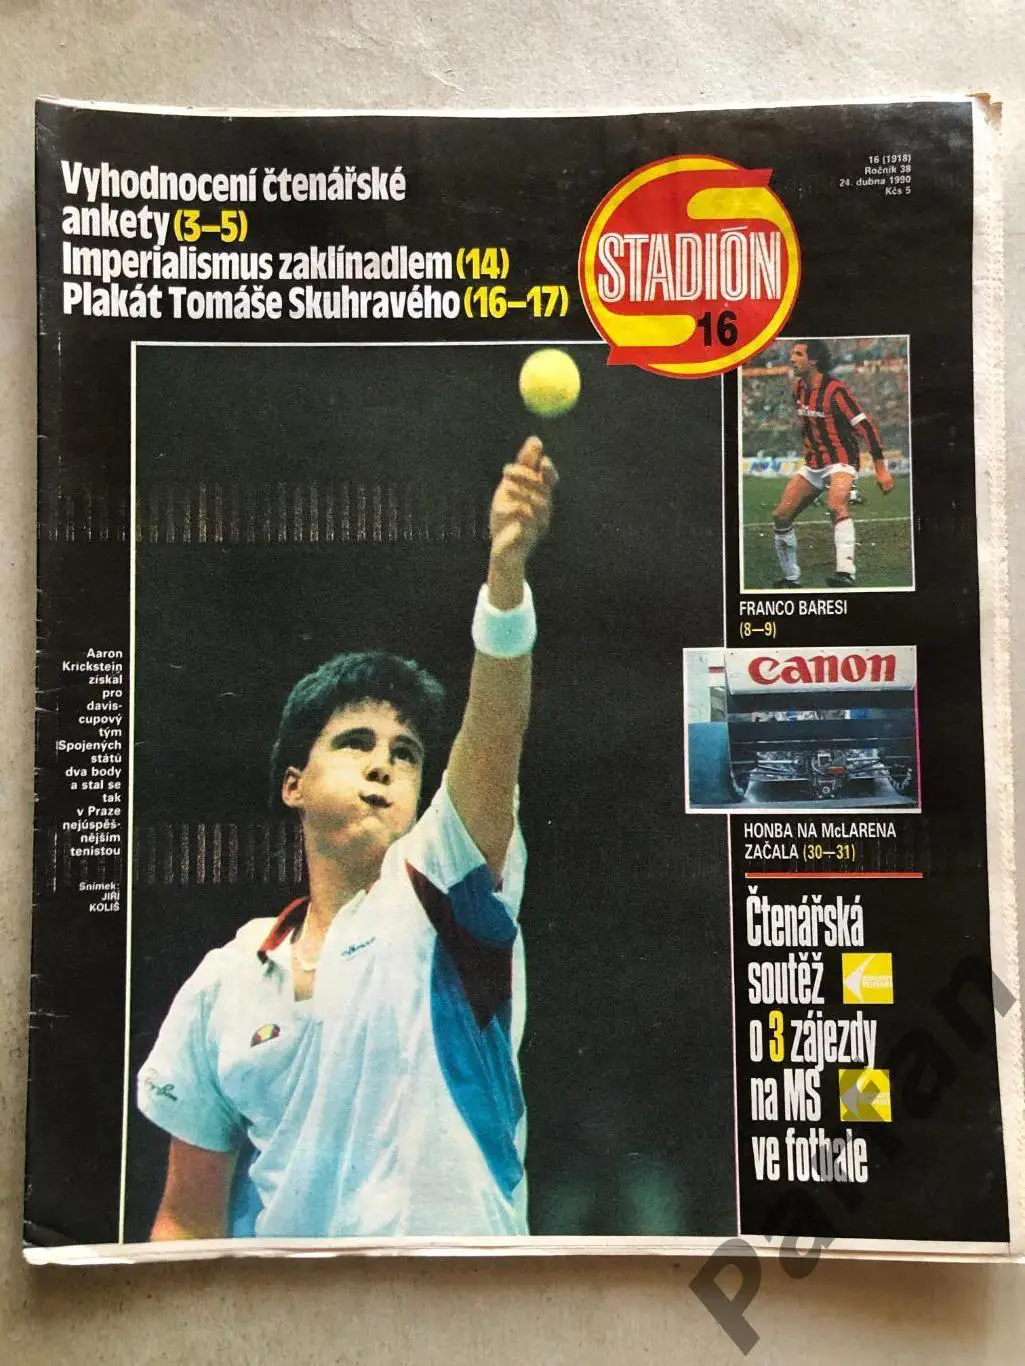 Vyhodnocení čtenářské
ankety (3–5)
Imperialismus zaklínadlem (14)
Plakát Tomáše Skuhravého (16–17)
STADIÓN
16
16 (1918)
Ročník 38
24. dubna 1990
Kčs 5
FRANCO BARESI
(8–9)
Canon
HONBA NA McLARENA
ZAČALA (30–31)
Čtenářská
soutěž
o 3 zájezdy
na MS
ve fotbale
Aaron
Krickstein
získal
pro
davis-
cupový
tým
Spojených
států
dva body
a stal se
tak
v Praze
nejúspěš-
nějším
tenistou
Snímek:
JIŘÍ
KOLIŠ
Partan